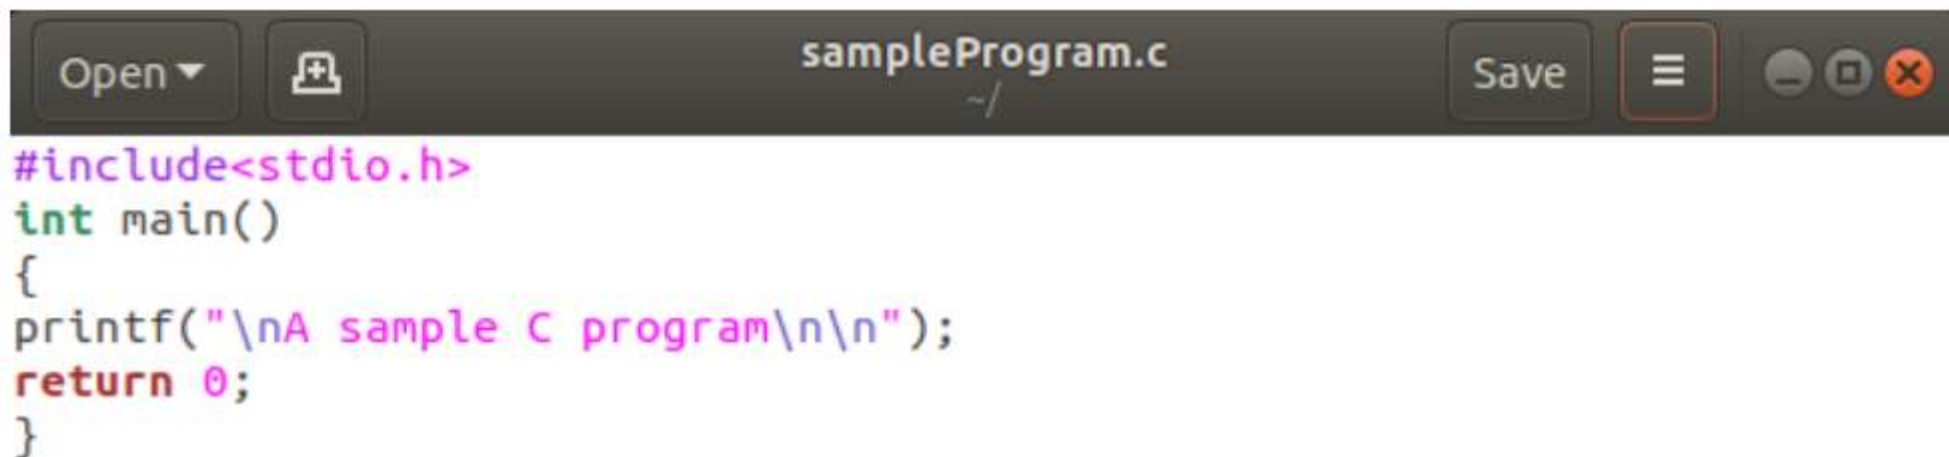 Open
sampleProgram.c
~/
Save
#include<stdio.h>
int main()
{
printf("\nA sample C program\n\n");
return 0;
}